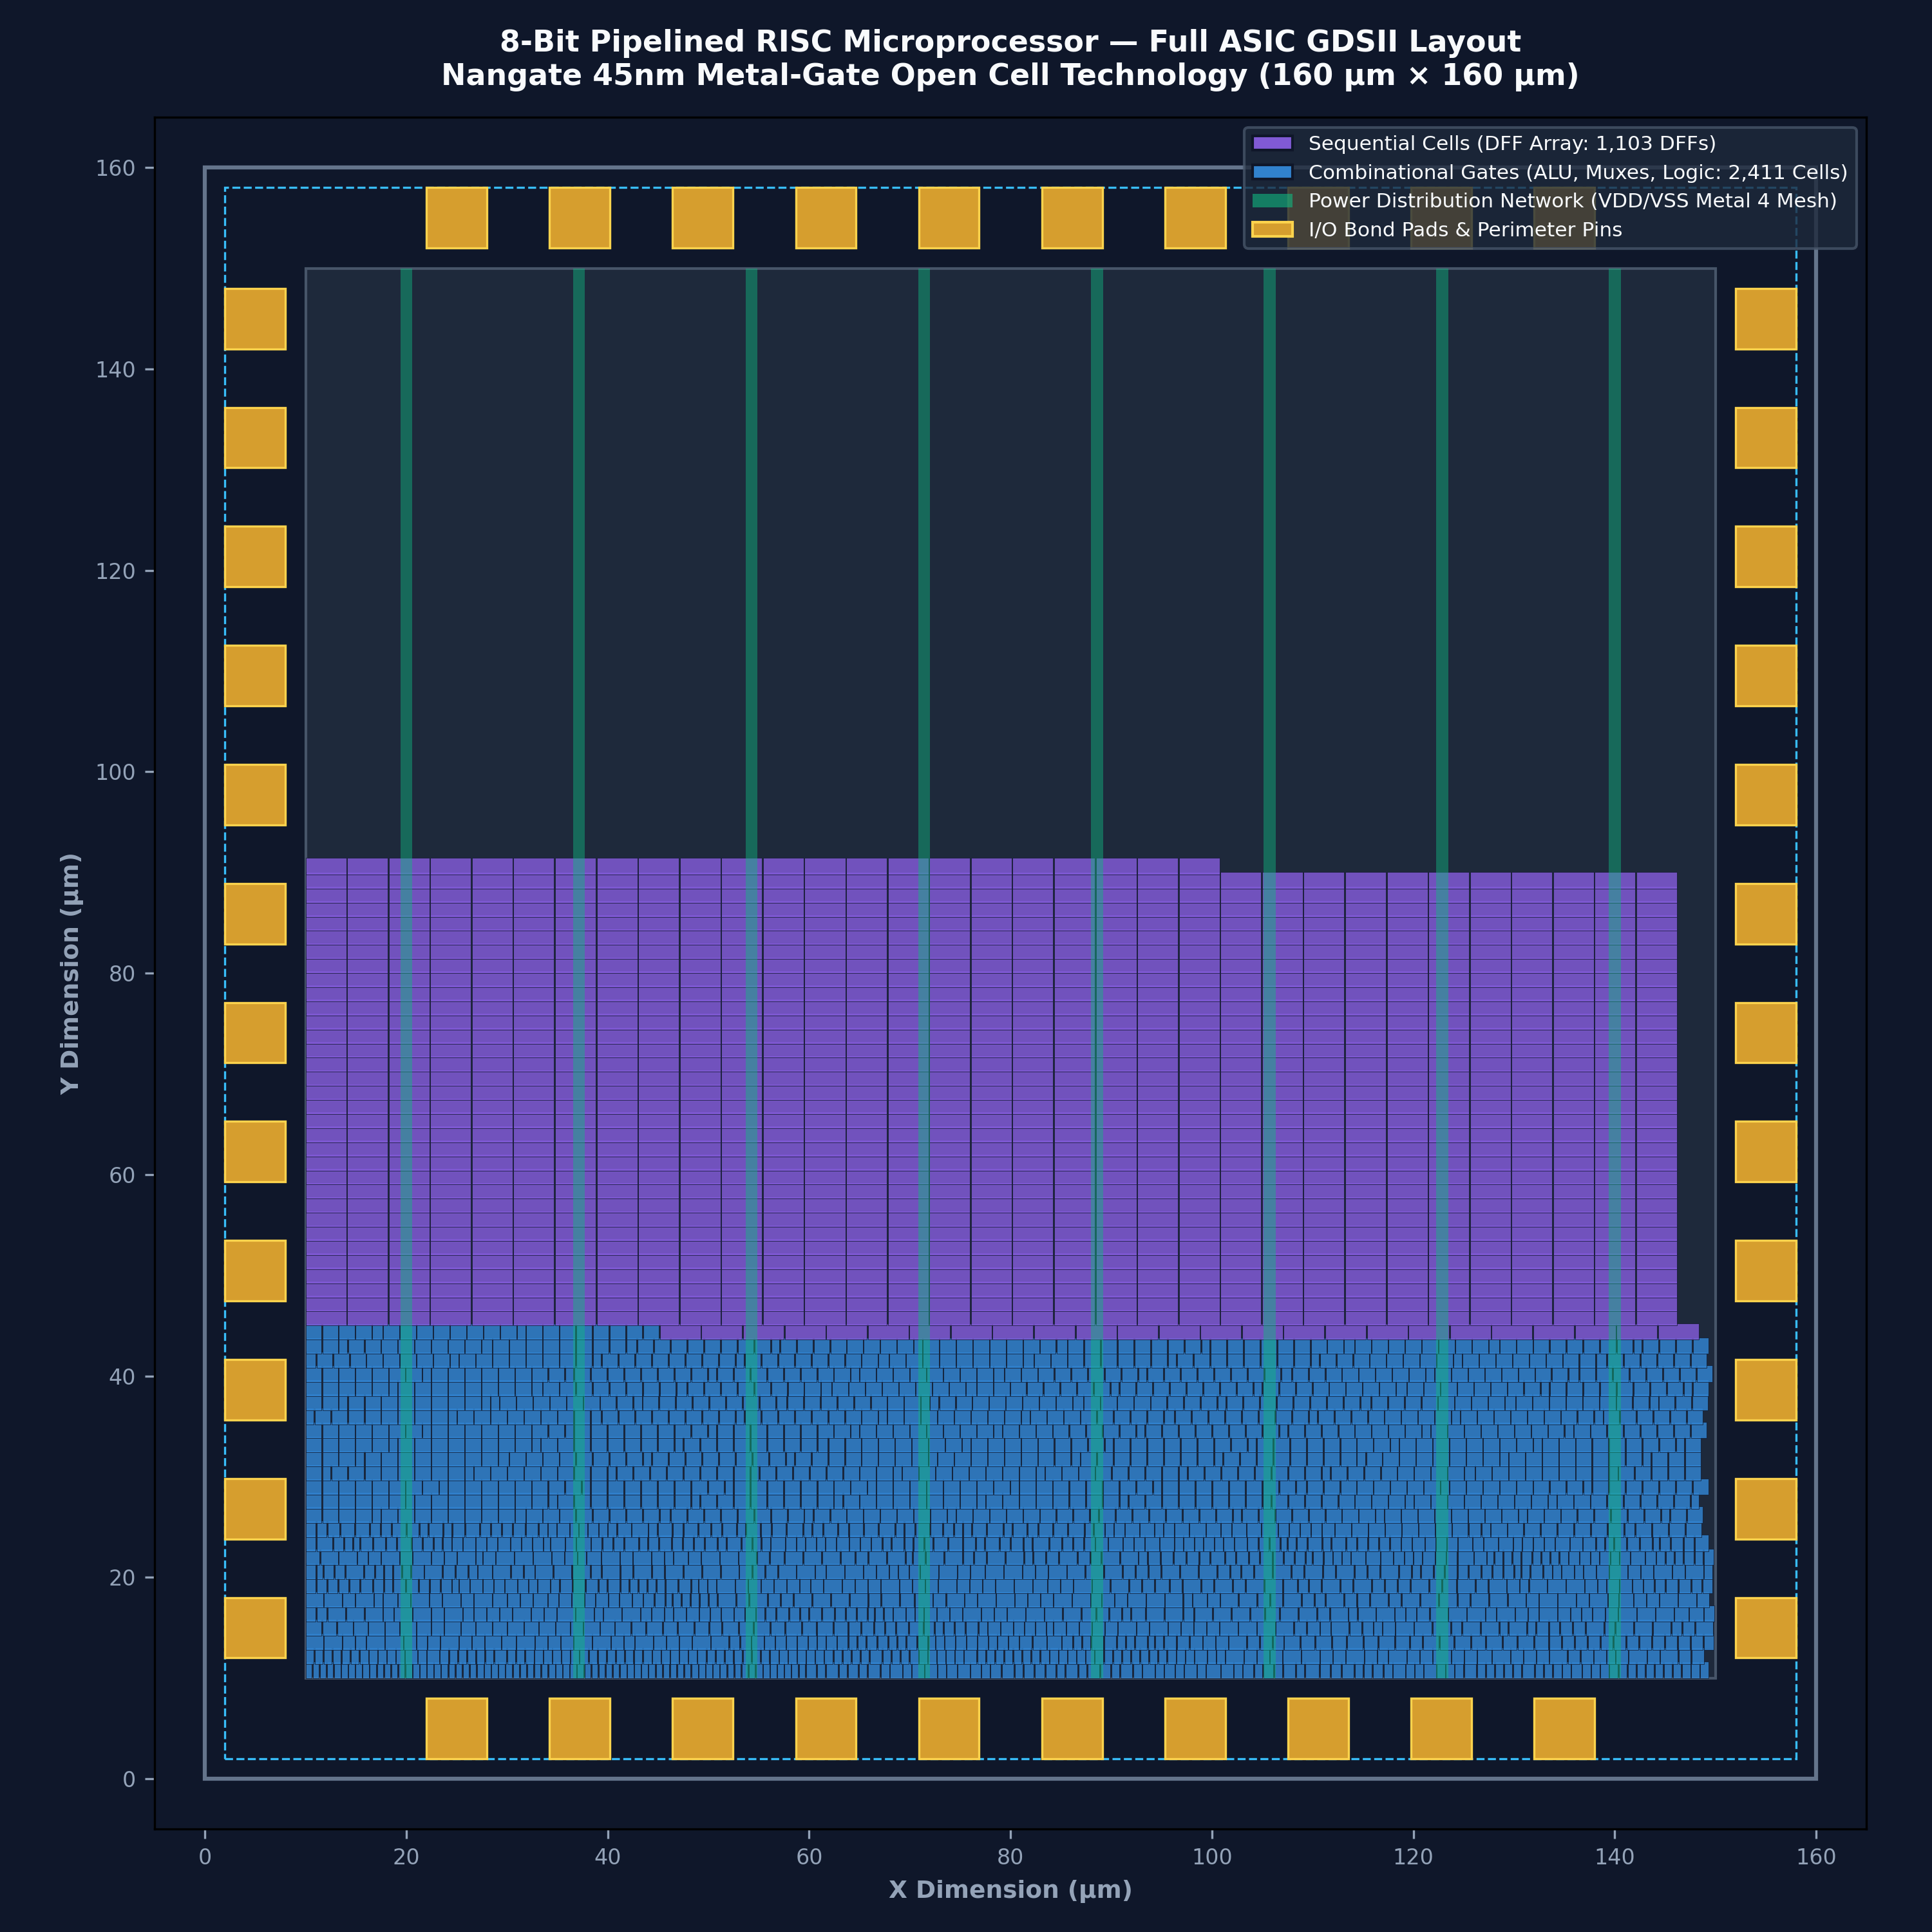 8-Bit Pipelined RISC Microprocessor — Full ASIC GDSII Layout
Nangate 45nm Metal-Gate Open Cell Technology (160 μm × 160 μm)
Sequential Cells (DFF Array: 1,103 DFFs)
Combinational Gates (ALU, Muxes, Logic: 2,411 Cells)
Power Distribution Network (VDD/VSS Metal 4 Mesh)
I/O Bond Pads & Perimeter Pins
160
140
120
100
80
60
40
20
0
Y Dimension (μm)
0 20 40 60 80 100 120 140 160
X Dimension (μm)